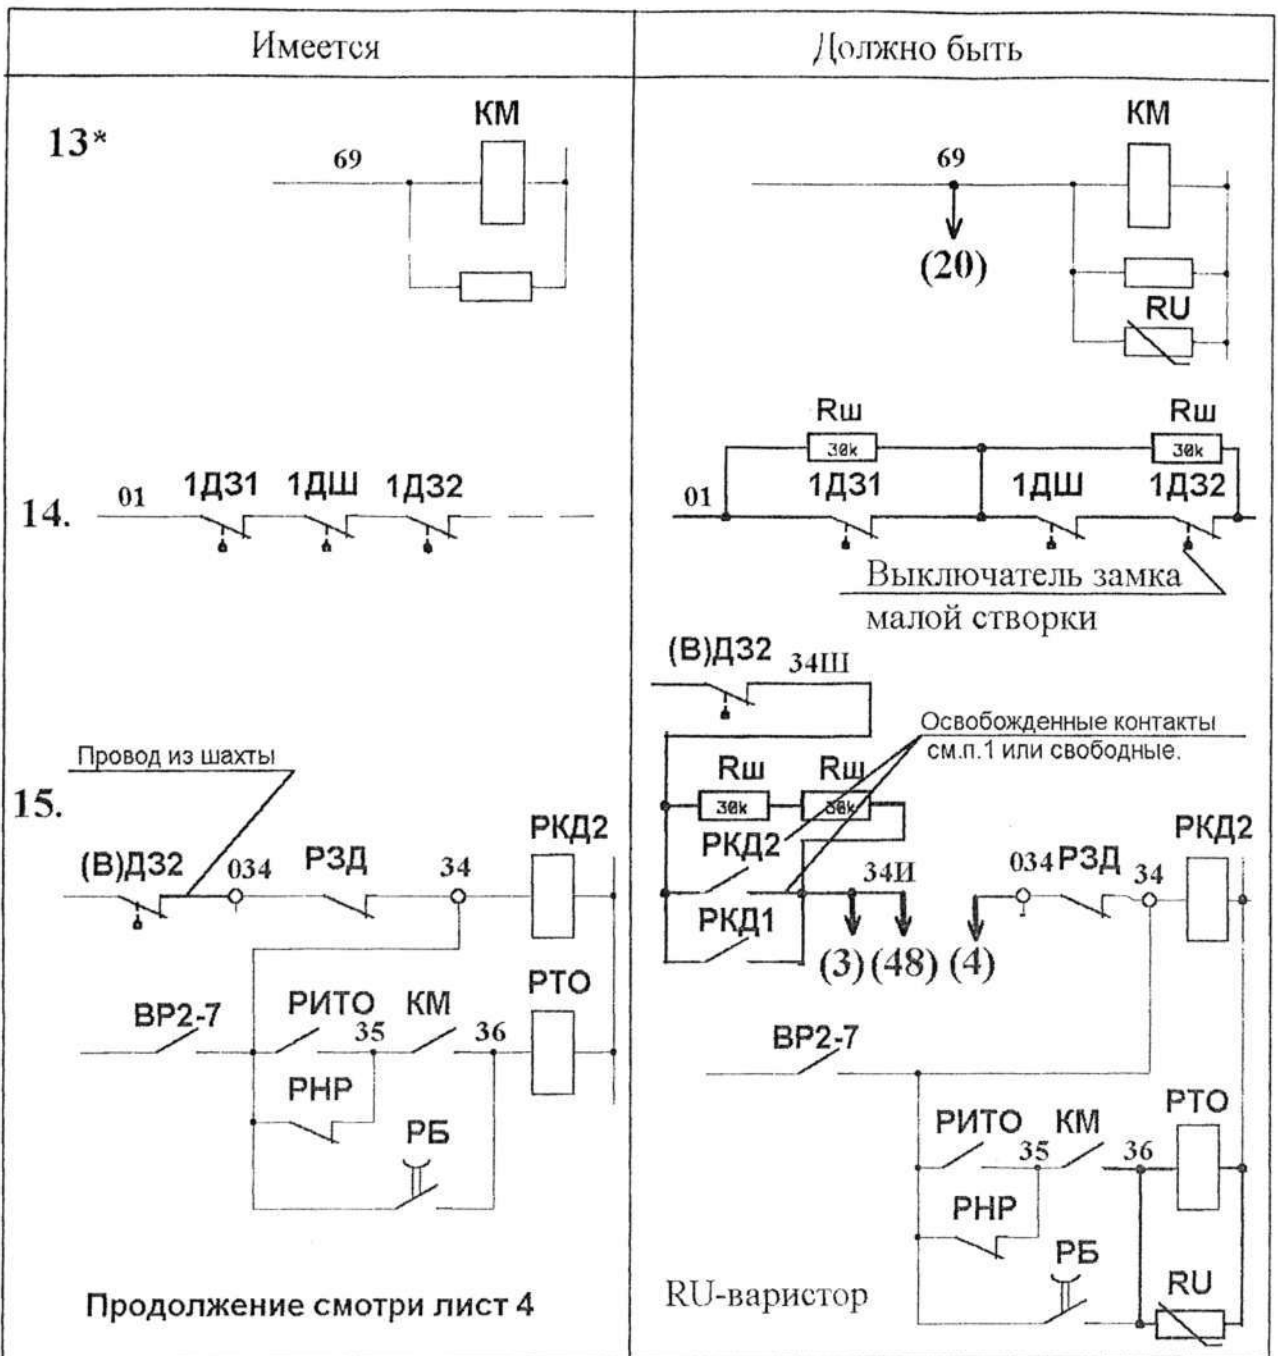 Имеется
Должно быть
13*
КМ
69
КМ
69
(20)
RU
14.
01
1ДЗ1
1ДШ
1ДЗ2
Rш
30k
Rш
30k
01
1ДЗ1
1ДШ
1ДЗ2
Выключатель замка
малой створки
15.
Провод из шахты
(В)ДЗ2
034
РЗД
34
РКД2
ВР2-7
РИТО
35
КМ
36
РТО
РНР
РБ
Продолжение смотри лист 4
(В)ДЗ2
34Ш
Освобожденные контакты
см.п.1 или свободные.
Rш
30k
Rш
30k
РКД2
34И
РКД1
(3)
(48)
(4)
034
РЗД
34
РКД2
ВР2-7
РИТО
35
КМ
36
РТО
РНР
РБ
RU
RU-варистор